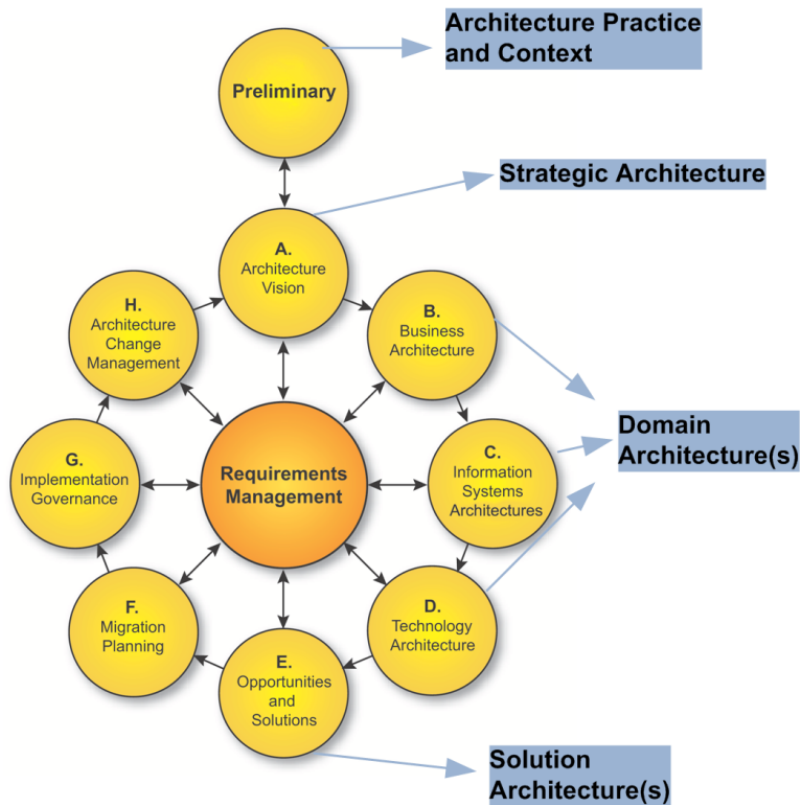 Architecture Practice
and Context
Preliminary
Strategic Architecture
A.
Architecture
Vision
H.
Architecture
Change
Management
B.
Business
Architecture
Domain
Architecture(s)
G.
Implementation
Governance
Requirements
Management
C.
Information
Systems
Architectures
F.
Migration
Planning
D.
Technology
Architecture
E.
Opportunities
and
Solutions
Solution
Architecture(s)